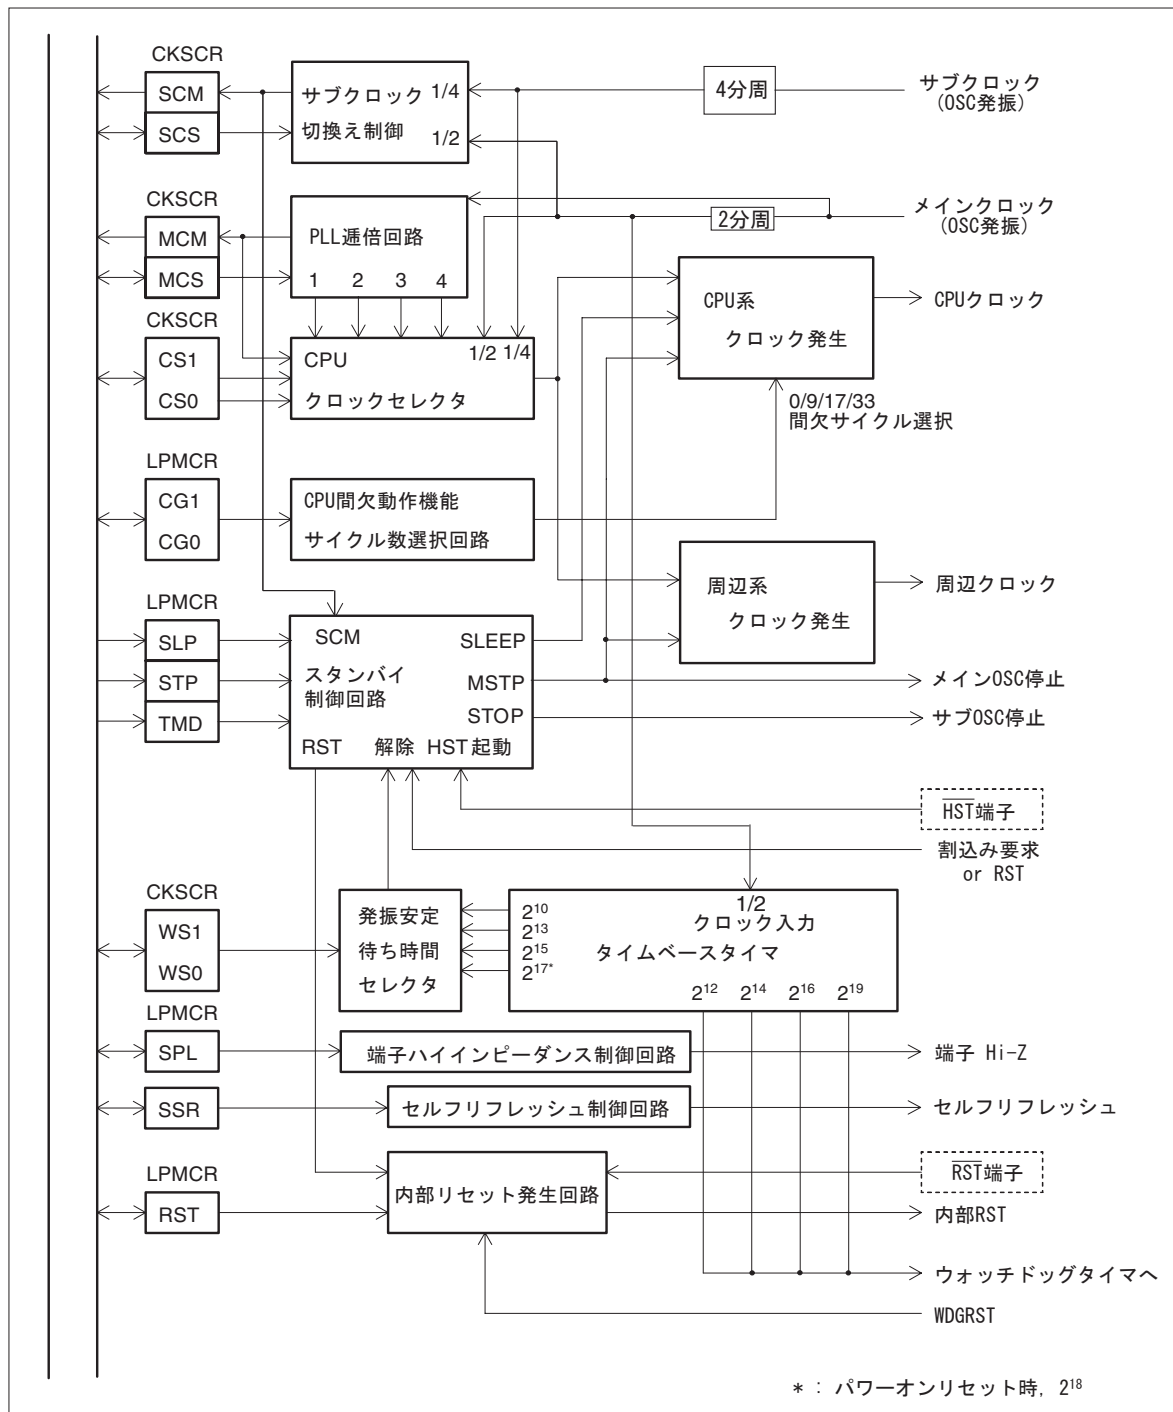 CKSCR
SCM
SCS
サブクロック 1/4
切換え制御 1/2
4分周
サブクロック
(OSC発振)
CKSCR
MCM
MCS
PLL逓倍回路
1 2 3 4
2分周
メインクロック
(OSC発振)
CPU系
クロック発生
CPUクロック
CKSCR
CS1
CS0
CPU 1/2 1/4
クロックセレクタ
0/9/17/33
間欠サイクル選択
LPMCR
CG1
CG0
CPU間欠動作機能
サイクル数選択回路
周辺系
クロック発生
周辺クロック
LPMCR
SLP
STP
TMD
SCM SLEEP
スタンバイ
制御回路
MSTP
STOP
RST 解除 HST 起動
メインOSC停止
サブOSC停止
HST端子
割込み要求
or RST
CKSCR
WS1
WS0
発振安定
待ち時間
セレクタ
2¹⁰
2¹³
2¹⁵
2¹⁷*
1/2
クロック入力
タイムベースタイマ
2¹² 2¹⁴ 2¹⁶ 2¹⁹
LPMCR
SPL
端子ハイインピーダンス制御回路
端子 Hi-Z
SSR
セルフリフレッシュ制御回路
セルフリフレッシュ
LPMCR
RST
内部リセット発生回路
RST端子
内部RST
ウォッチドッグタイマへ
WDGRST
* : パワーオンリセット時, 2¹⁸